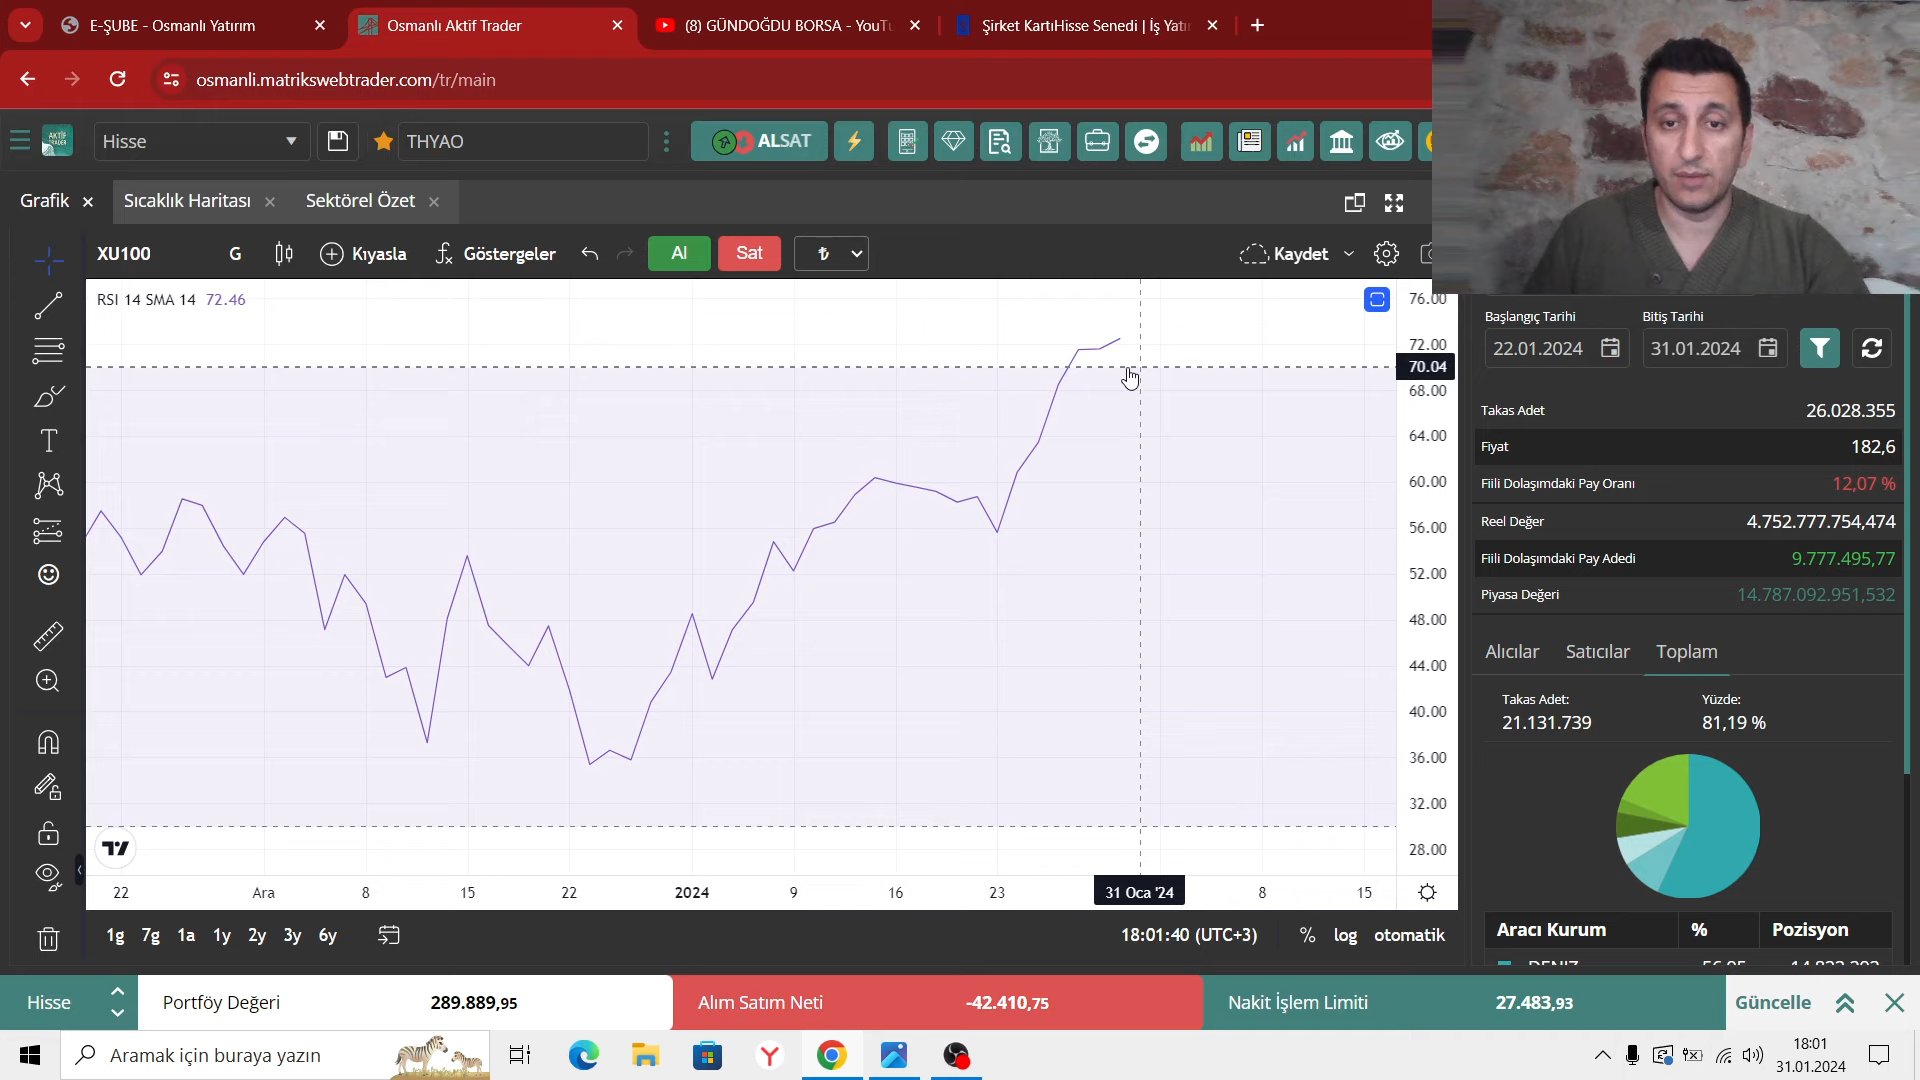 E-ŞUBE - Osmanlı Yatırım
Osmanlı Aktif Trader
(8) GÜNDOĞDU BORSA - YouTu
Şirket KartıHisse Senedi | İş Yatır
osmanli.matrikswebtrader.com/tr/main
AKTİF
TRADER
Hisse
THYAO
ALSAT
Grafik
Sıcaklık Haritası
Sektörel Özet
XU100
G
Kıyasla
Göstergeler
Al
Sat
₺
Kaydet
RSI 14 SMA 14 72.46
76.00
72.00
70.04
68.00
64.00
60.00
56.00
52.00
48.00
44.00
40.00
36.00
32.00
28.00
22
Ara
8
15
22
2024
9
16
23
31 Oca '24
8
15
1g 7g 1a 1y 2y 3y 6y
18:01:40 (UTC+3)
% log otomatik
Başlangıç Tarihi
Bitiş Tarihi
22.01.2024
31.01.2024
Takas Adet 26.028.355
Fiyat 182,6
Fiili Dolaşımdaki Pay Oranı 12,07 %
Reel Değer 4.752.777.754,474
Fiili Dolaşımdaki Pay Adedi 9.777.495,77
Piyasa Değeri 14.787.092.951,532
Alıcılar Satıcılar Toplam
Takas Adet: Yüzde:
21.131.739 81,19 %
Aracı Kurum % Pozisyon
Hisse
Portföy Değeri 289.889,95
Alım Satım Neti -42.410,75
Nakit İşlem Limiti 27.483,93
Güncelle
Aramak için buraya yazın
18:01
31.01.2024